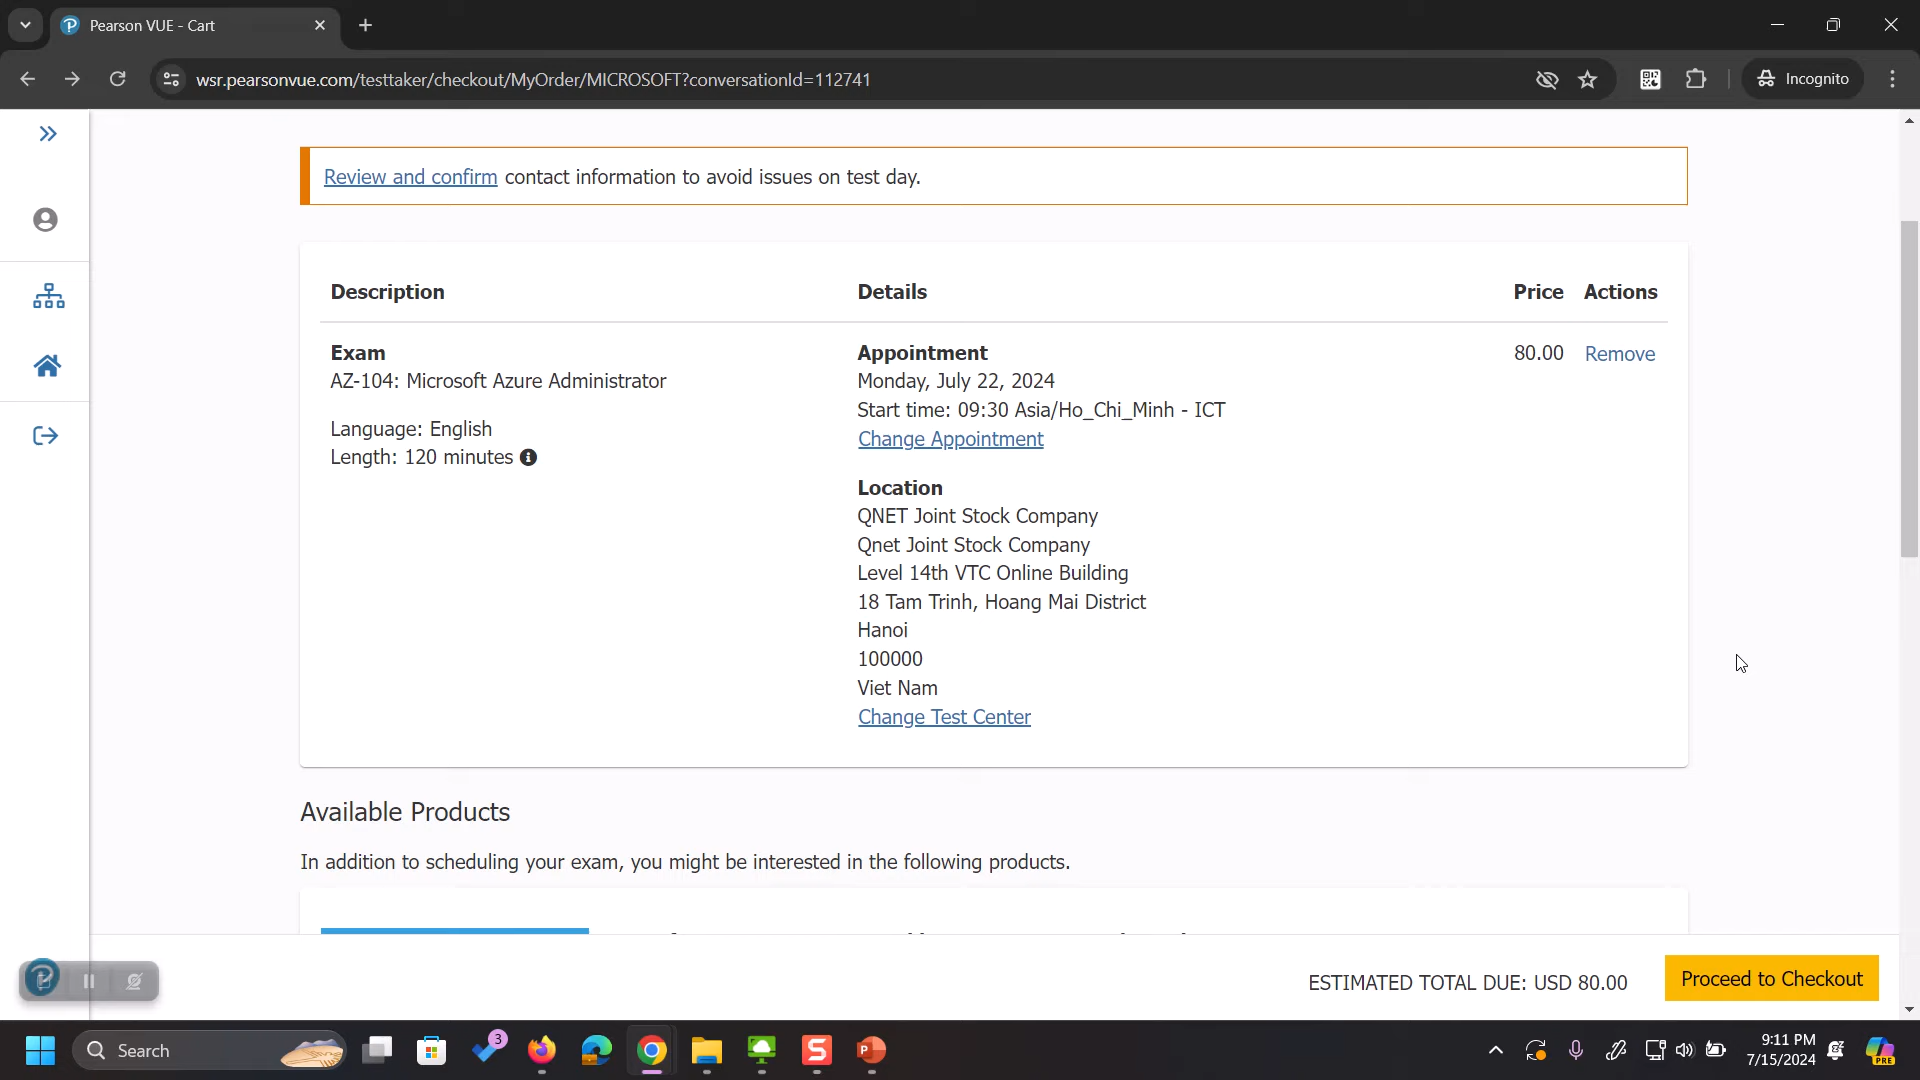 Pearson VUE - Cart
wsr.pearsonvue.com/testtaker/checkout/MyOrder/MICROSOFT?conversationId=112741
Incognito
Review and confirm contact information to avoid issues on test day.
Description Details Price Actions
Exam
AZ-104: Microsoft Azure Administrator
Language: English
Length: 120 minutes
Appointment
Monday, July 22, 2024
Start time: 09:30 Asia/Ho_Chi_Minh - ICT
Change Appointment
Location
QNET Joint Stock Company
Qnet Joint Stock Company
Level 14th VTC Online Building
18 Tam Trinh, Hoang Mai District
Hanoi
100000
Viet Nam
Change Test Center
80.00 Remove
Available Products
In addition to scheduling your exam, you might be interested in the following products.
ESTIMATED TOTAL DUE: USD 80.00
Proceed to Checkout
Search
3
9:11 PM
7/15/2024
PRE